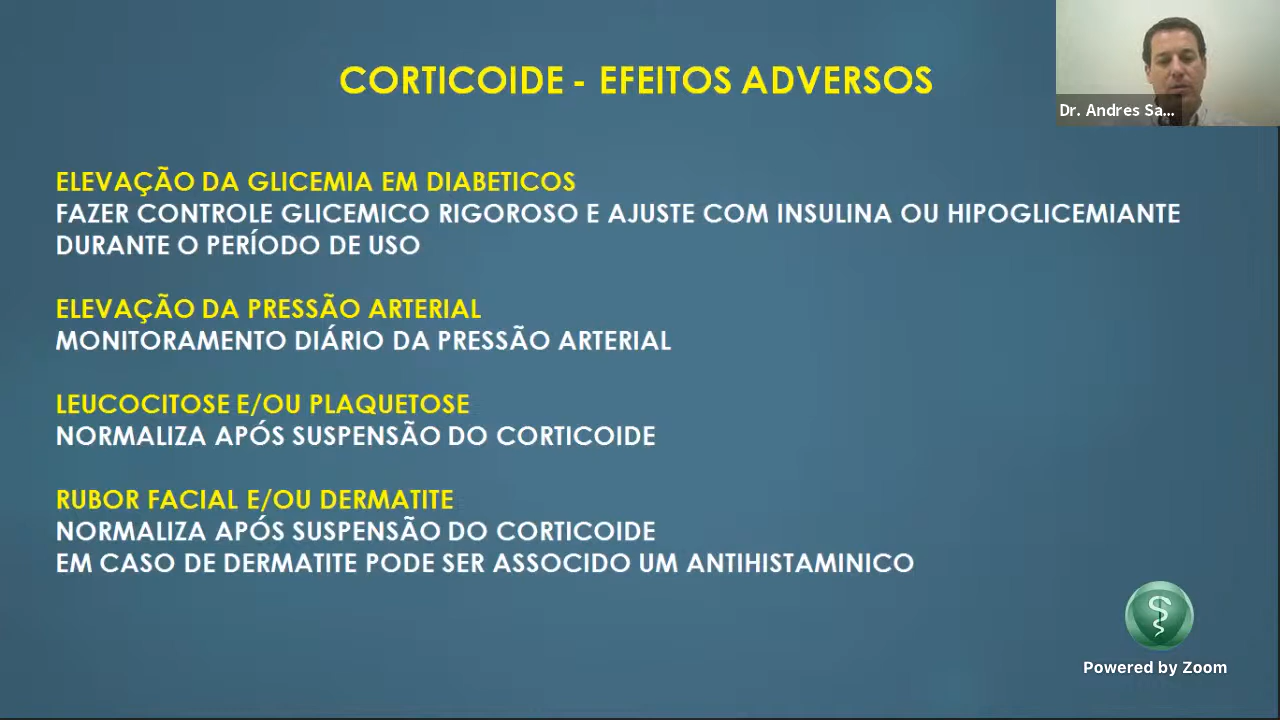 CORTICOIDE - EFEITOS ADVERSOS
Dr. Andres Sa...
ELEVAÇÃO DA GLICEMIA EM DIABETICOS
FAZER CONTROLE GLICEMICO RIGOROSO E AJUSTE COM INSULINA OU HIPOGLICEMIANTE
DURANTE O PERÍODO DE USO
ELEVAÇÃO DA PRESSÃO ARTERIAL
MONITORAMENTO DIÁRIO DA PRESSÃO ARTERIAL
LEUCOCITOSE E/OU PLAQUETOSE
NORMALIZA APÓS SUSPENSÃO DO CORTICOIDE
RUBOR FACIAL E/OU DERMATITE
NORMALIZA APÓS SUSPENSÃO DO CORTICOIDE
EM CASO DE DERMATITE PODE SER ASSOCIDO UM ANTIHISTAMINICO
Powered by Zoom